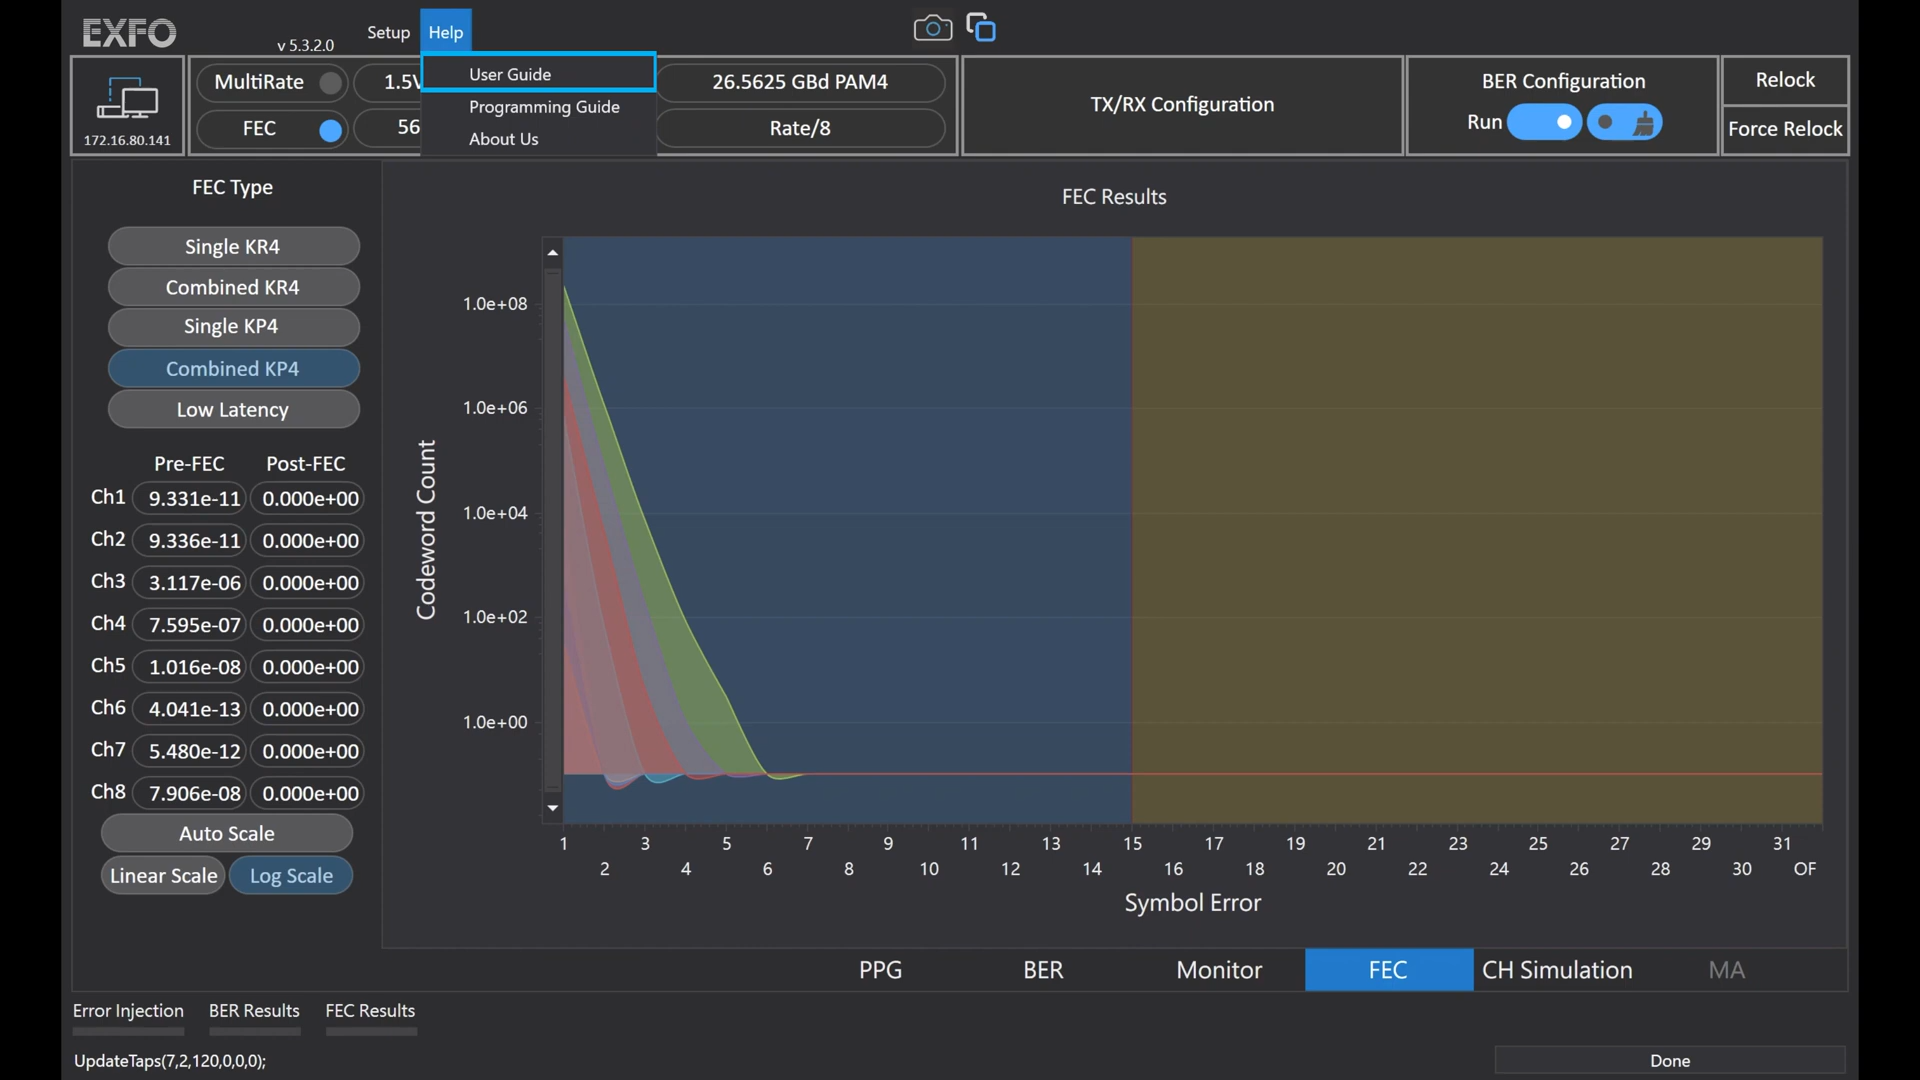 EXFO
v 5.3.2.0
Setup
Help
User Guide
Programming Guide
About Us
172.16.80.141
MultiRate
1.5V
26.5625 GBd PAM4
FEC
56
Rate/8
TX/RX Configuration
BER Configuration
Run
Relock
Force Relock
FEC Type
Single KR4
Combined KR4
Single KP4
Combined KP4
Low Latency
Pre-FEC Post-FEC
Ch1 9.331e-11 0.000e+00
Ch2 9.336e-11 0.000e+00
Ch3 3.117e-06 0.000e+00
Ch4 7.595e-07 0.000e+00
Ch5 1.016e-08 0.000e+00
Ch6 4.041e-13 0.000e+00
Ch7 5.480e-12 0.000e+00
Ch8 7.906e-08 0.000e+00
Auto Scale
Linear Scale Log Scale
FEC Results
Codeword Count
1.0e+08
1.0e+06
1.0e+04
1.0e+02
1.0e+00
1 3 5 7 9 11 13 15 17 19 21 23 25 27 29 31
2 4 6 8 10 12 14 16 18 20 22 24 26 28 30 OF
Symbol Error
PPG BER Monitor FEC CH Simulation MA
Error Injection BER Results FEC Results
UpdateTaps(7,2,120,0,0,0);
Done